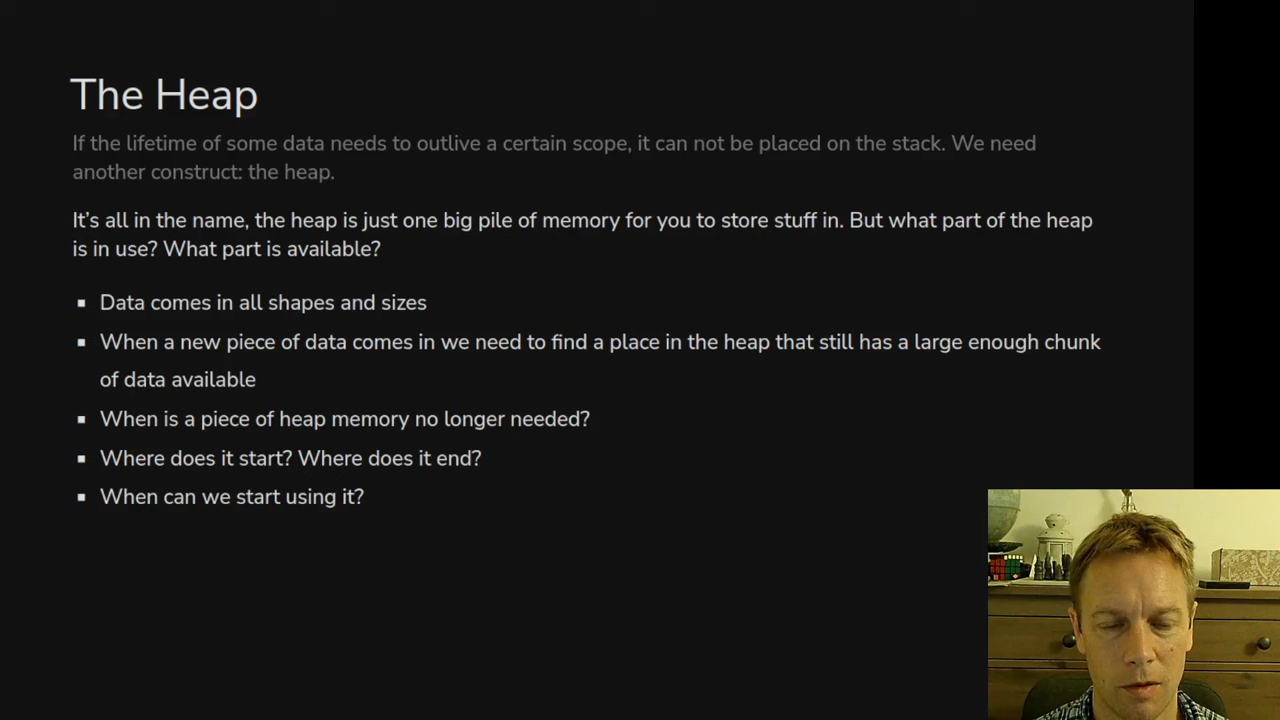 The Heap
If the lifetime of some data needs to outlive a certain scope, it can not be placed on the stack. We need
another construct: the heap.
It's all in the name, the heap is just one big pile of memory for you to store stuff in. But what part of the heap
is in use? What part is available?
▪ Data comes in all shapes and sizes
▪ When a new piece of data comes in we need to find a place in the heap that still has a large enough chunk
of data available
▪ When is a piece of heap memory no longer needed?
▪ Where does it start? Where does it end?
▪ When can we start using it?